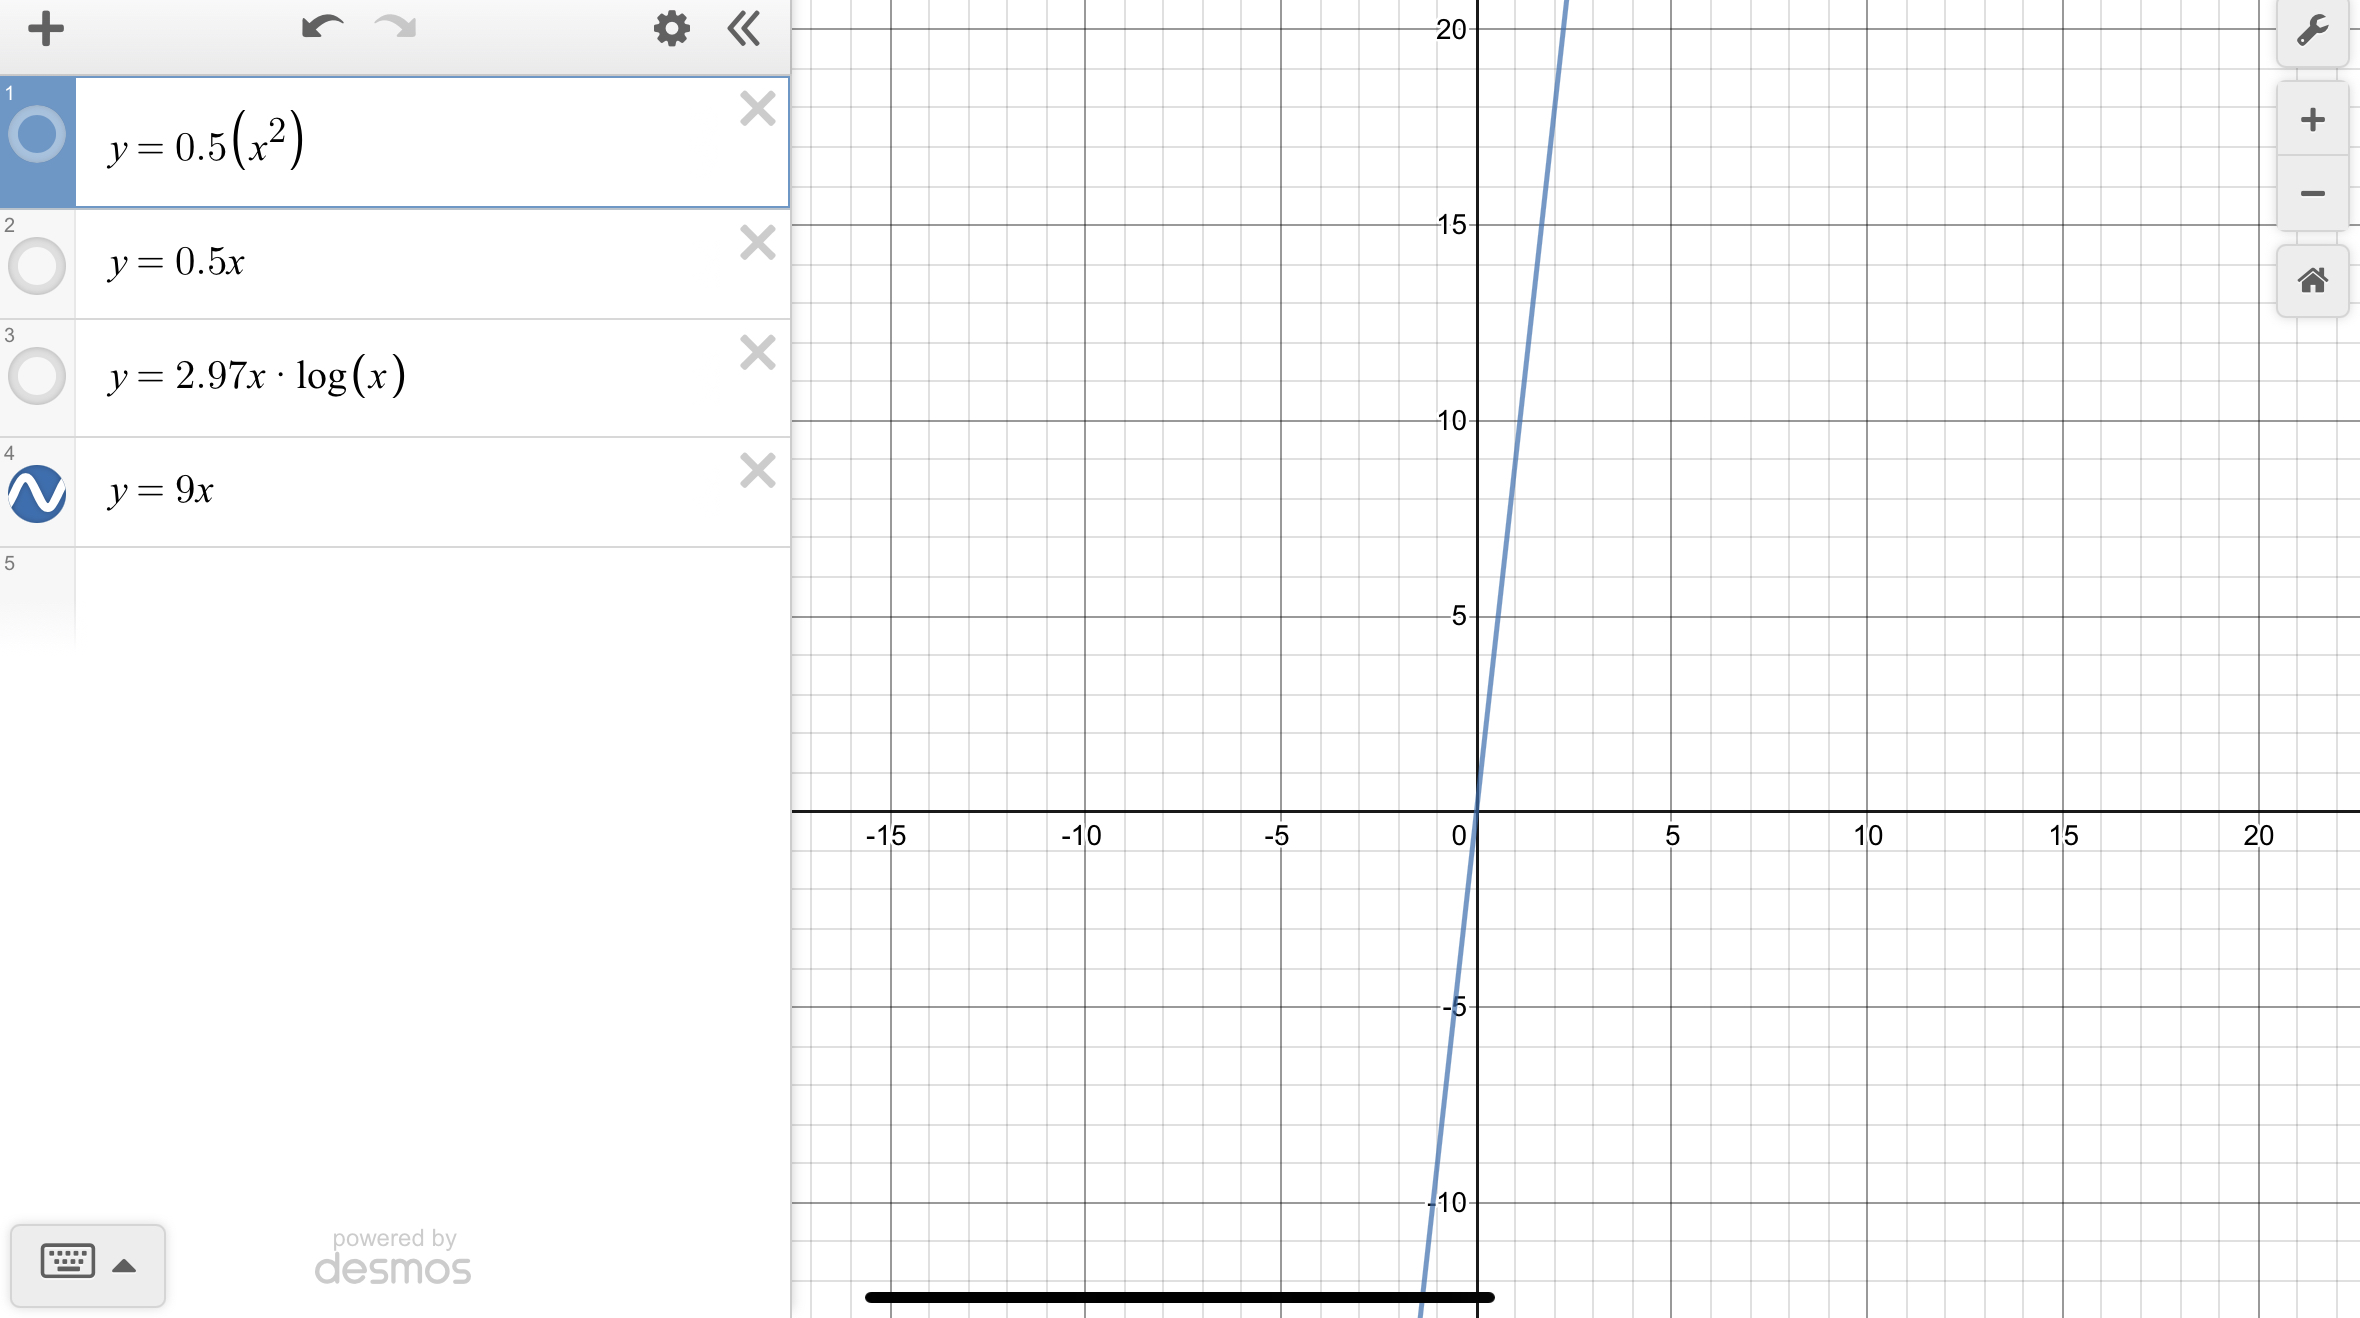 1
y = 0.5(x²)
2
y = 0.5x
3
y = 2.97x · log(x)
4
y = 9x
5
powered by
desmos
20
15
10
5
-15 -10 -5 0 5 10 15 20
-5
-10